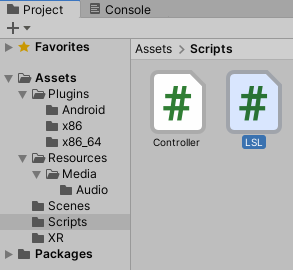 Project
Console
Favorites
Assets > Scripts
Assets
Plugins
Android
x86
x86_64
Resources
Media
Audio
Scenes
Scripts
XR
Packages
#
Controller
#
LSL